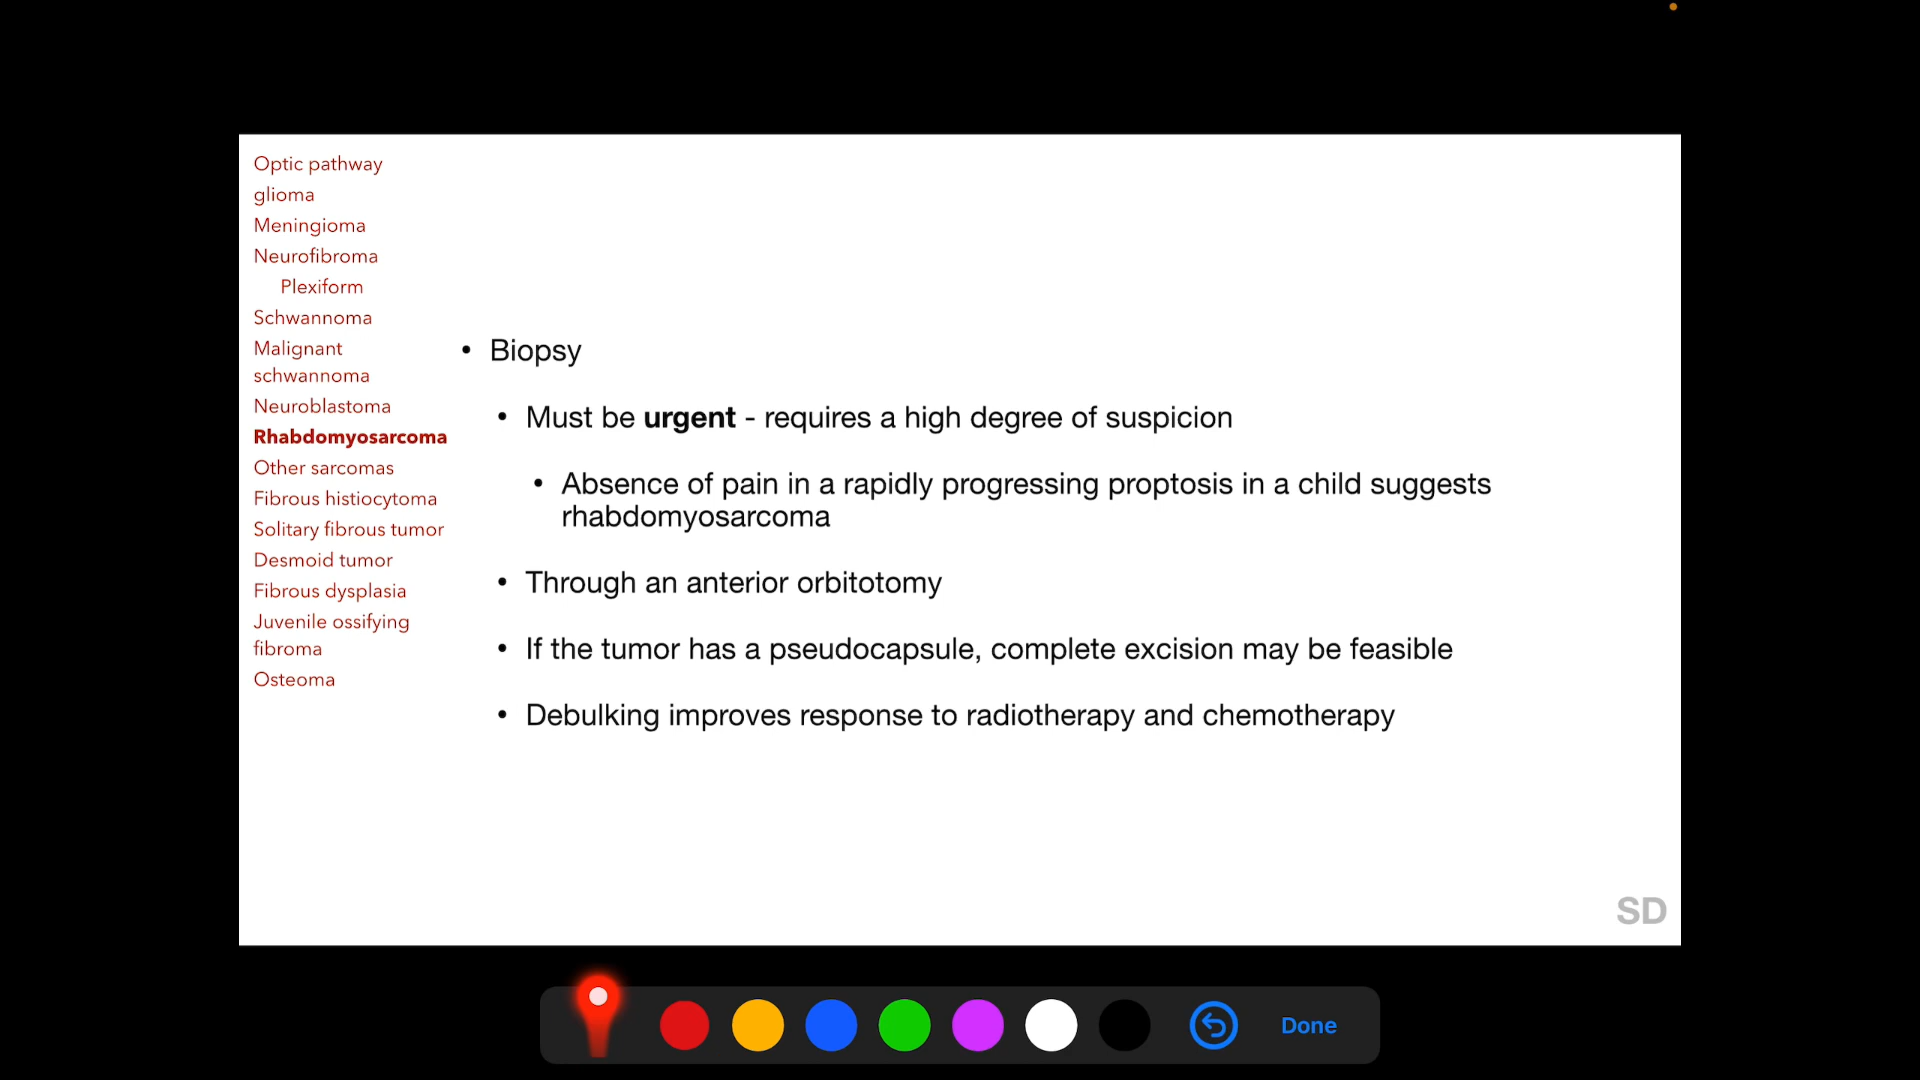 Optic pathway
glioma
Meningioma
Neurofibroma
Plexiform
Schwannoma
Malignant
schwannoma
Neuroblastoma
Rhabdomyosarcoma
Other sarcomas
Fibrous histiocytoma
Solitary fibrous tumor
Desmoid tumor
Fibrous dysplasia
Juvenile ossifying
fibroma
Osteoma
• Biopsy
• Must be urgent - requires a high degree of suspicion
• Absence of pain in a rapidly progressing proptosis in a child suggests
rhabdomyosarcoma
• Through an anterior orbitotomy
• If the tumor has a pseudocapsule, complete excision may be feasible
• Debulking improves response to radiotherapy and chemotherapy
SD
Done